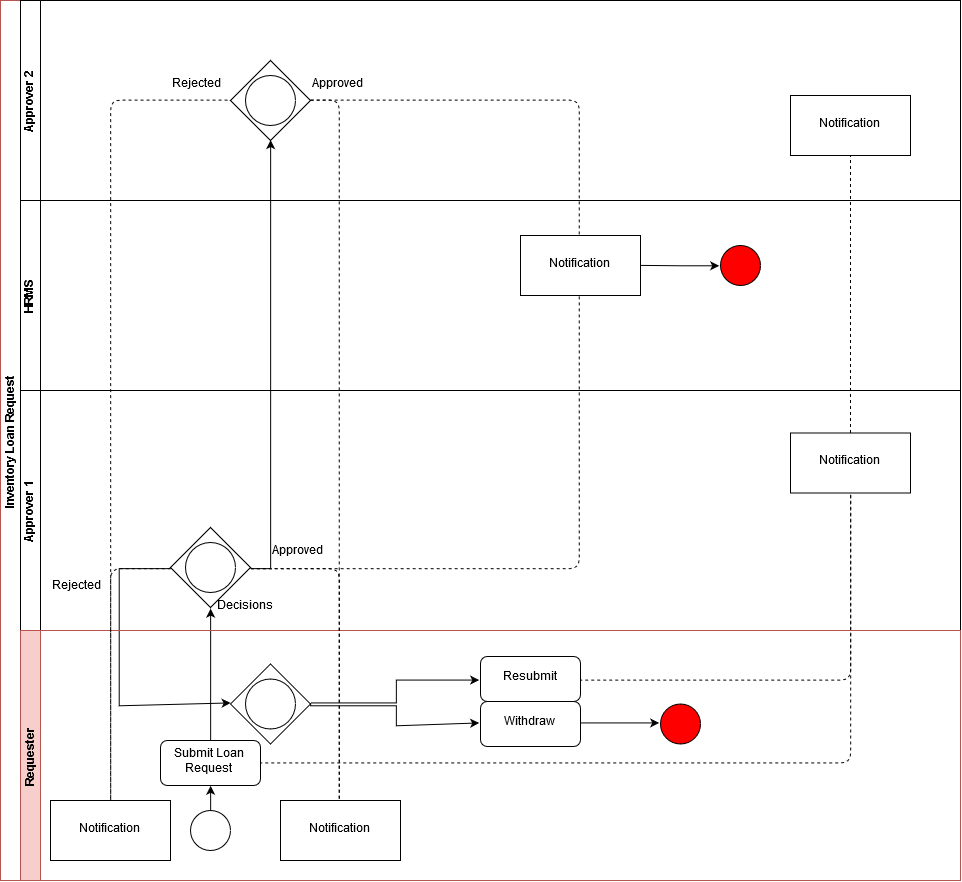 Inventory Loan Request
Approver 2
Rejected
Approved
Notification
HRMS
Notification
Approver 1
Notification
Approved
Rejected
Decisions
Requester
Resubmit
Withdraw
Submit Loan
Request
Notification
Notification